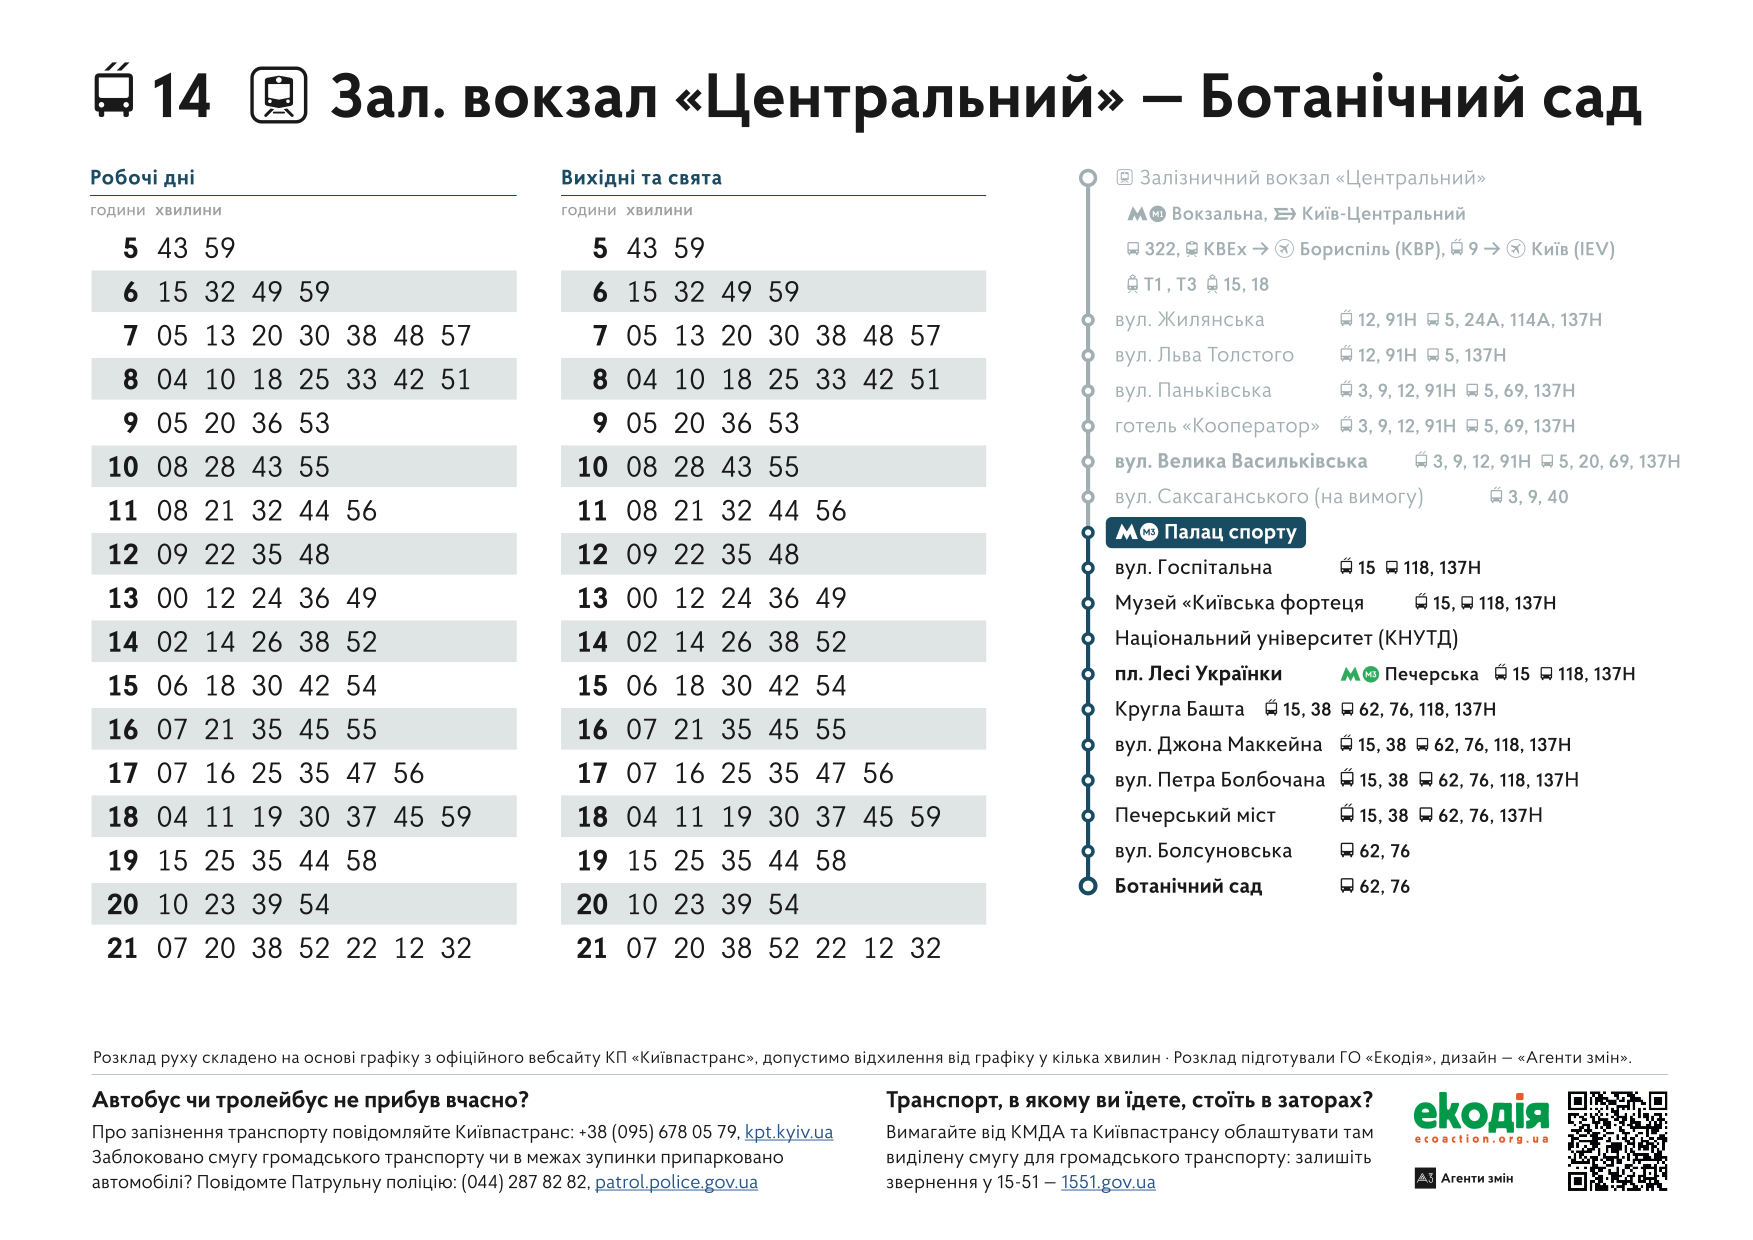 14 Зал. вокзал «Центральний» — Ботанічний сад
Робочі дні
години хвилини
5 43 59
6 15 32 49 59
7 05 13 20 30 38 48 57
8 04 10 18 25 33 42 51
9 05 20 36 53
10 08 28 43 55
11 08 21 32 44 56
12 09 22 35 48
13 00 12 24 36 49
14 02 14 26 38 52
15 06 18 30 42 54
16 07 21 35 45 55
17 07 16 25 35 47 56
18 04 11 19 30 37 45 59
19 15 25 35 44 58
20 10 23 39 54
21 07 20 38 52 22 12 32
Вихідні та свята
години хвилини
5 43 59
6 15 32 49 59
7 05 13 20 30 38 48 57
8 04 10 18 25 33 42 51
9 05 20 36 53
10 08 28 43 55
11 08 21 32 44 56
12 09 22 35 48
13 00 12 24 36 49
14 02 14 26 38 52
15 06 18 30 42 54
16 07 21 35 45 55
17 07 16 25 35 47 56
18 04 11 19 30 37 45 59
19 15 25 35 44 58
20 10 23 39 54
21 07 20 38 52 22 12 32
Залізничний вокзал «Центральний»
М1 Вокзальна, Київ-Центральний
322, KBEx → Бориспіль (KBP), 9 → Київ (IEV)
Т1 , Т3 15, 18
вул. Жилянська 12, 91Н 5, 24А, 114А, 137Н
вул. Льва Толстого 12, 91Н 5, 137Н
вул. Паньківська 3, 9, 12, 91Н 5, 69, 137Н
готель «Кооператор» 3, 9, 12, 91Н 5, 69, 137Н
вул. Велика Васильківська 3, 9, 12, 91Н 5, 20, 69, 137Н
вул. Саксаганського (на вимогу) 3, 9, 40
М3 Палац спорту
вул. Госпітальна 15 118, 137Н
Музей «Київська фортеця 15, 118, 137Н
Національний університет (КНУТД)
пл. Лесі Українки М3 Печерська 15 118, 137Н
Кругла Башта 15, 38 62, 76, 118, 137Н
вул. Джона Маккейна 15, 38 62, 76, 118, 137Н
вул. Петра Болбочана 15, 38 62, 76, 118, 137Н
Печерський міст 15, 38 62, 76, 137Н
вул. Болсуновська 62, 76
Ботанічний сад 62, 76
Розклад руху складено на основі графіку з офіційного вебсайту КП «Київпастранс», допустимо відхилення від графіку у кілька хвилин · Розклад підготували ГО «Екодія», дизайн — «Агенти змін».
Автобус чи тролейбус не прибув вчасно?
Про запізнення транспорту повідомляйте Київпастранс: +38 (095) 678 05 79, kpt.kyiv.ua
Заблоковано смугу громадського транспорту чи в межах зупинки припарковано
автомобілі? Повідомте Патрульну поліцію: (044) 287 82 82, patrol.police.gov.ua
Транспорт, в якому ви їдете, стоїть в заторах?
Вимагайте від КМДА та Київпастрансу облаштувати там
виділену смугу для громадського транспорту: залишіть
звернення у 15-51 — 1551.gov.ua
екодія
ecoaction.org.ua
АЗ Агенти змін